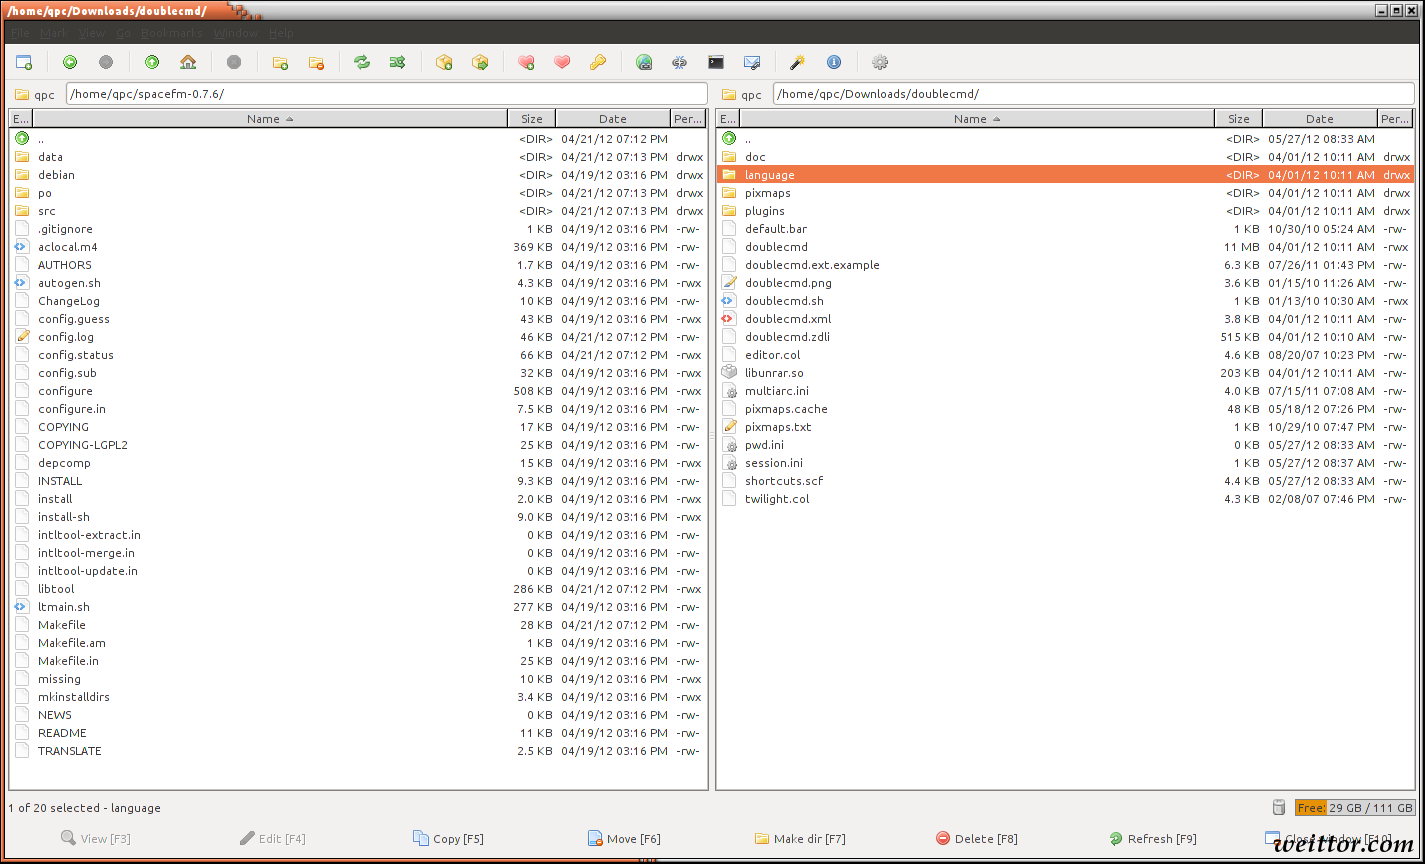 /home/qpc/Downloads/doublecmd/
File Mark View Go Bookmarks Window Help
qpc /home/qpc/spacefm-0.7.6/
E... Name Size Date Per...
.. <DIR> 04/21/12 07:12 PM
data <DIR> 04/21/12 07:13 PM drwx
debian <DIR> 04/19/12 03:16 PM drwx
po <DIR> 04/21/12 07:13 PM drwx
src <DIR> 04/21/12 07:13 PM drwx
.gitignore 1 KB 04/19/12 03:16 PM -rw-
aclocal.m4 369 KB 04/19/12 03:16 PM -rw-
AUTHORS 1.7 KB 04/19/12 03:16 PM -rw-
autogen.sh 4.3 KB 04/19/12 03:16 PM -rwx
ChangeLog 10 KB 04/19/12 03:16 PM -rw-
config.guess 43 KB 04/19/12 03:16 PM -rwx
config.log 46 KB 04/21/12 07:12 PM -rw-
config.status 66 KB 04/21/12 07:12 PM -rwx
config.sub 32 KB 04/19/12 03:16 PM -rwx
configure 508 KB 04/19/12 03:16 PM -rwx
configure.in 7.5 KB 04/19/12 03:16 PM -rw-
COPYING 17 KB 04/19/12 03:16 PM -rw-
COPYING-LGPL2 25 KB 04/19/12 03:16 PM -rw-
depcomp 15 KB 04/19/12 03:16 PM -rwx
INSTALL 9.3 KB 04/19/12 03:16 PM -rw-
install 2.0 KB 04/19/12 03:16 PM -rwx
install-sh 9.0 KB 04/19/12 03:16 PM -rwx
intltool-extract.in 0 KB 04/19/12 03:16 PM -rw-
intltool-merge.in 0 KB 04/19/12 03:16 PM -rw-
intltool-update.in 0 KB 04/19/12 03:16 PM -rw-
libtool 286 KB 04/21/12 07:12 PM -rwx
ltmain.sh 277 KB 04/19/12 03:16 PM -rw-
Makefile 28 KB 04/21/12 07:12 PM -rw-
Makefile.am 1 KB 04/19/12 03:16 PM -rw-
Makefile.in 25 KB 04/19/12 03:16 PM -rw-
missing 10 KB 04/19/12 03:16 PM -rwx
mkinstalldirs 3.4 KB 04/19/12 03:16 PM -rwx
NEWS 0 KB 04/19/12 03:16 PM -rw-
README 11 KB 04/19/12 03:16 PM -rw-
TRANSLATE 2.5 KB 04/19/12 03:16 PM -rw-
qpc /home/qpc/Downloads/doublecmd/
E... Name Size Date Per...
.. <DIR> 05/27/12 08:33 AM
doc <DIR> 04/01/12 10:11 AM drwx
language <DIR> 04/01/12 10:11 AM drwx
pixmaps <DIR> 04/01/12 10:11 AM drwx
plugins <DIR> 04/01/12 10:11 AM drwx
default.bar 1 KB 10/30/10 05:24 AM -rw-
doublecmd 11 MB 04/01/12 10:11 AM -rwx
doublecmd.ext.example 6.3 KB 07/26/11 01:43 PM -rw-
doublecmd.png 3.6 KB 01/15/10 11:26 AM -rw-
doublecmd.sh 1 KB 01/13/10 10:30 AM -rwx
doublecmd.xml 3.8 KB 04/01/12 10:11 AM -rw-
doublecmd.zdli 515 KB 04/01/12 10:10 AM -rw-
editor.col 4.6 KB 08/20/07 10:23 PM -rw-
libunrar.so 203 KB 04/01/12 10:11 AM -rw-
multiarc.ini 4.0 KB 07/15/11 07:08 AM -rw-
pixmaps.cache 48 KB 05/18/12 07:26 PM -rw-
pixmaps.txt 1 KB 10/29/10 07:47 PM -rw-
pwd.ini 0 KB 05/27/12 08:33 AM -rw-
session.ini 1 KB 05/27/12 08:37 AM -rw-
shortcuts.scf 4.4 KB 05/27/12 08:33 AM -rw-
twilight.col 4.3 KB 02/08/07 07:46 PM -rw-
1 of 20 selected - language
Free: 29 GB / 111 GB
View [F3] Edit [F4] Copy [F5] Move [F6] Make dir [F7] Delete [F8] Refresh [F9] Close window [F10]
weittor.com